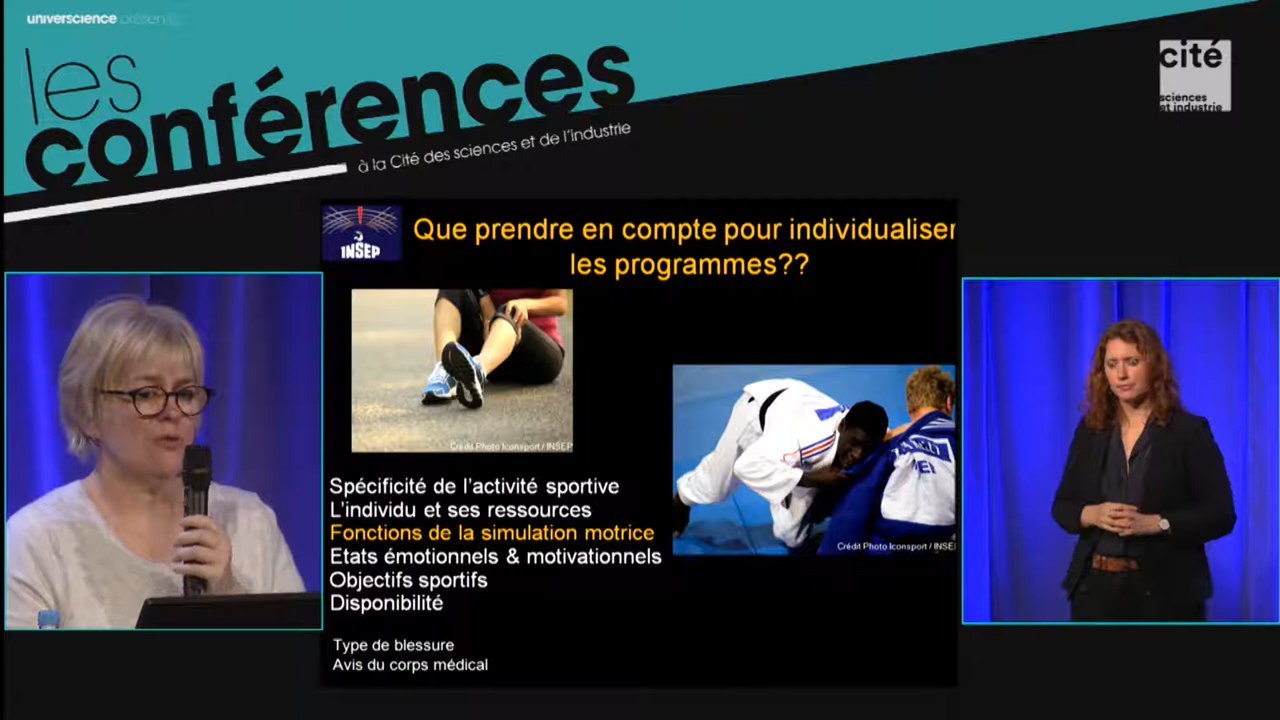 universcience présente
les
conférences
à la Cité des sciences et de l'industrie
cité
sciences
et industrie
INSEP
Que prendre en compte pour individualiser
les programmes??
Crédit Photo Iconsport / INSEP
Spécificité de l'activité sportive
L'individu et ses ressources
Fonctions de la simulation motrice
Etats émotionnels & motivationnels
Objectifs sportifs
Disponibilité
Crédit Photo Iconsport / INSE
Type de blessure
Avis du corps médical